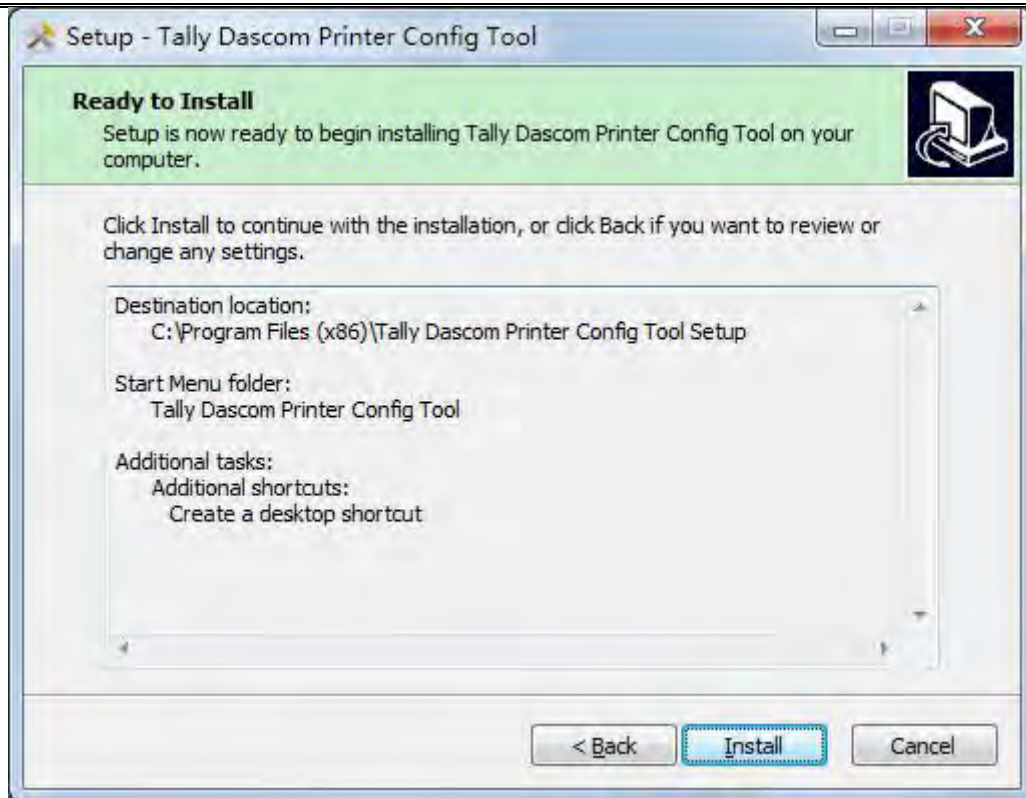 Setup - Tally Dascom Printer Config Tool
Ready to Install
Setup is now ready to begin installing Tally Dascom Printer Config Tool on your
computer.
Click Install to continue with the installation, or click Back if you want to review or
change any settings.
Destination location:
C:\Program Files (x86)\Tally Dascom Printer Config Tool Setup
Start Menu folder:
Tally Dascom Printer Config Tool
Additional tasks:
Additional shortcuts:
Create a desktop shortcut
< Back
Install
Cancel